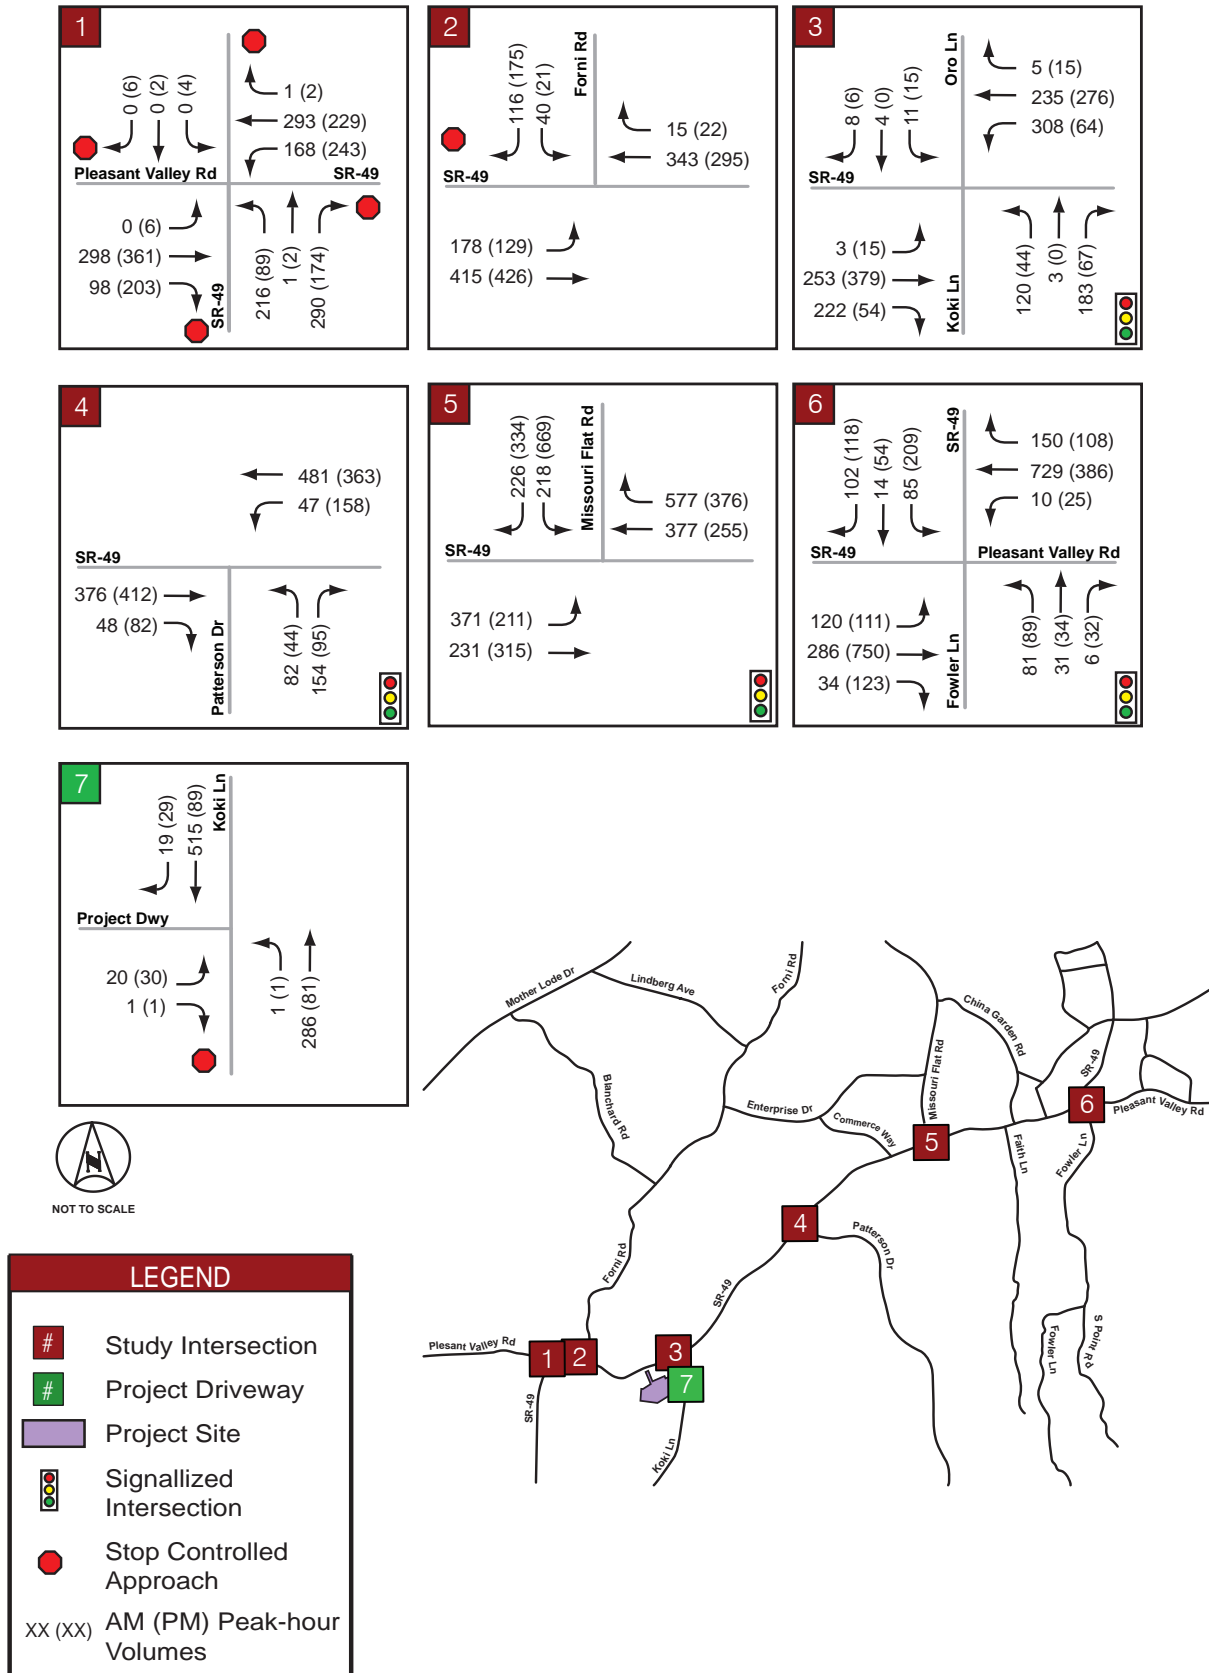 1
0 (6)
0 (2)
0 (4)
1 (2)
293 (229)
168 (243)
Pleasant Valley Rd
SR-49
0 (6)
298 (361)
98 (203)
SR-49
216 (89)
1 (2)
290 (174)
2
116 (175)
40 (21)
Forni Rd
15 (22)
343 (295)
SR-49
178 (129)
415 (426)
3
8 (6)
4 (0)
11 (15)
Oro Ln
5 (15)
235 (276)
308 (64)
SR-49
3 (15)
253 (379)
222 (54)
Koki Ln
120 (44)
3 (0)
183 (67)
4
481 (363)
47 (158)
SR-49
376 (412)
48 (82)
Patterson Dr
82 (44)
154 (95)
5
226 (334)
218 (669)
Missouri Flat Rd
577 (376)
377 (255)
SR-49
371 (211)
231 (315)
6
102 (118)
14 (54)
85 (209)
SR-49
150 (108)
729 (386)
10 (25)
SR-49
Pleasant Valley Rd
120 (111)
286 (750)
34 (123)
Fowler Ln
81 (89)
31 (34)
6 (32)
7
19 (29)
515 (89)
Koki Ln
Project Dwy
20 (30)
1 (1)
1 (1)
286 (81)
N
NOT TO SCALE
Mother Lode Dr
Lindberg Ave
Forni Rd
Blanchard Rd
Enterprise Dr
Commerce Way
Missouri Flat Rd
China Garden Rd
SR-49
6
Pleasant Valley Rd
5
Faith Ln
Fowler Ln
4
Patterson Dr
Forni Rd
SR-49
Fowler Ln
S Point Rd
Plesant Valley Rd
1
2
3
7
SR-49
Koki Ln
LEGEND
# Study Intersection
# Project Driveway
Project Site
Signallized
Intersection
Stop Controlled
Approach
XX (XX) AM (PM) Peak-hour
Volumes